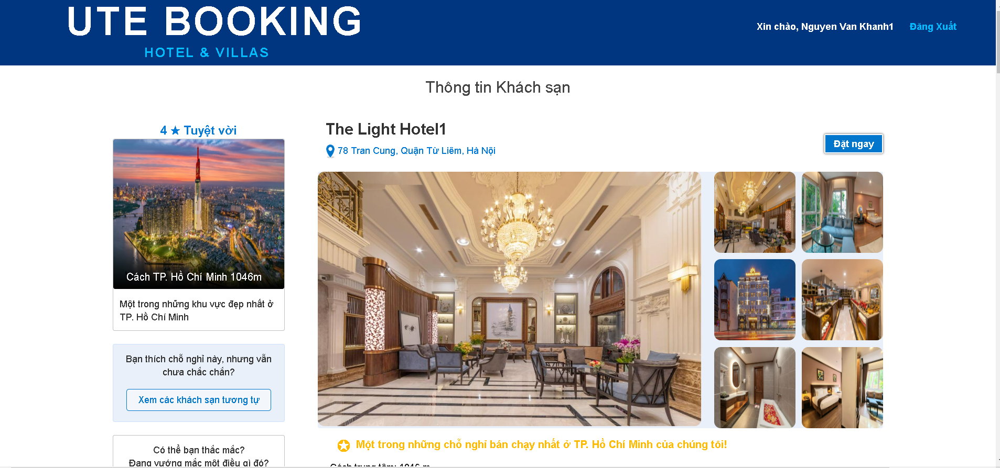 UTE BOOKING
HOTEL & VILLAS
Xin chào, Nguyen Van Khanh1
Đăng Xuất
Thông tin Khách sạn
4 ★ Tuyệt vời
Cách TP. Hồ Chí Minh 1046m
Một trong những khu vực đẹp nhất ở
TP. Hồ Chí Minh
Bạn thích chỗ nghỉ này, nhưng vẫn
chưa chắc chắn?
Xem các khách sạn tương tự
Có thể bạn thắc mắc?
Đang vướng mắc một điều gì đó?
The Light Hotel1
78 Tran Cung, Quận Từ Liêm, Hà Nội
Đặt ngay
Một trong những chỗ nghỉ bán chạy nhất ở TP. Hồ Chí Minh của chúng tôi!
Cách trung tâm: 1046 m